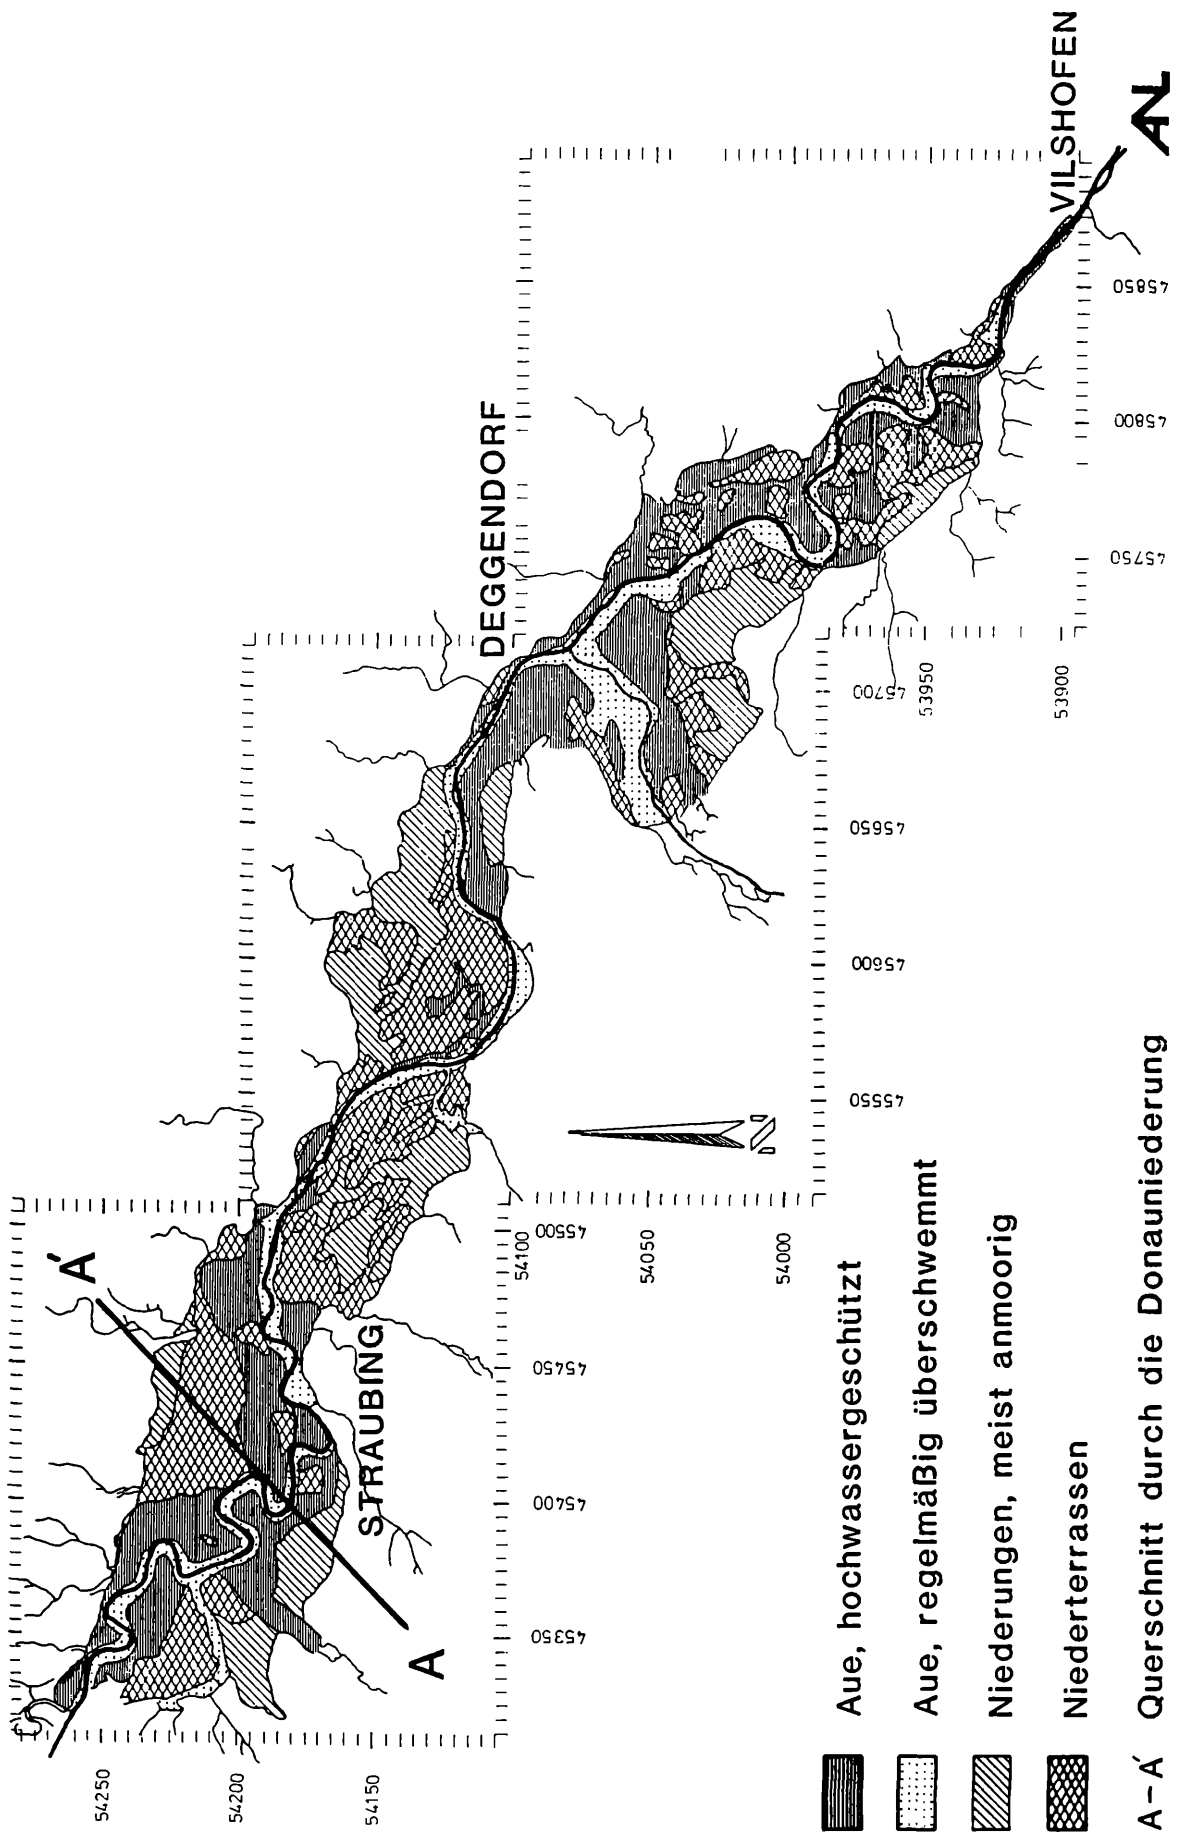 VILSHOFEN
DEGGENDORF
STRAUBING
A
A´
54250
54200
54150
54100
54050
54000
53950
53900
45350
45400
45450
45500
45550
45600
45650
45700
45750
45800
45850
Aue, hochwassergeschützt
Aue, regelmäßig überschwemmt
Niederungen, meist anmoorig
Niederterrassen
A–A´ Querschnitt durch die Donauniederung